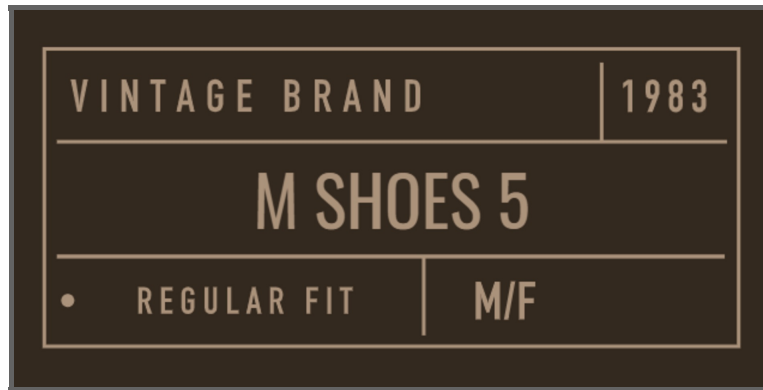 VINTAGE BRAND 1983
M SHOES 5
• REGULAR FIT M/F